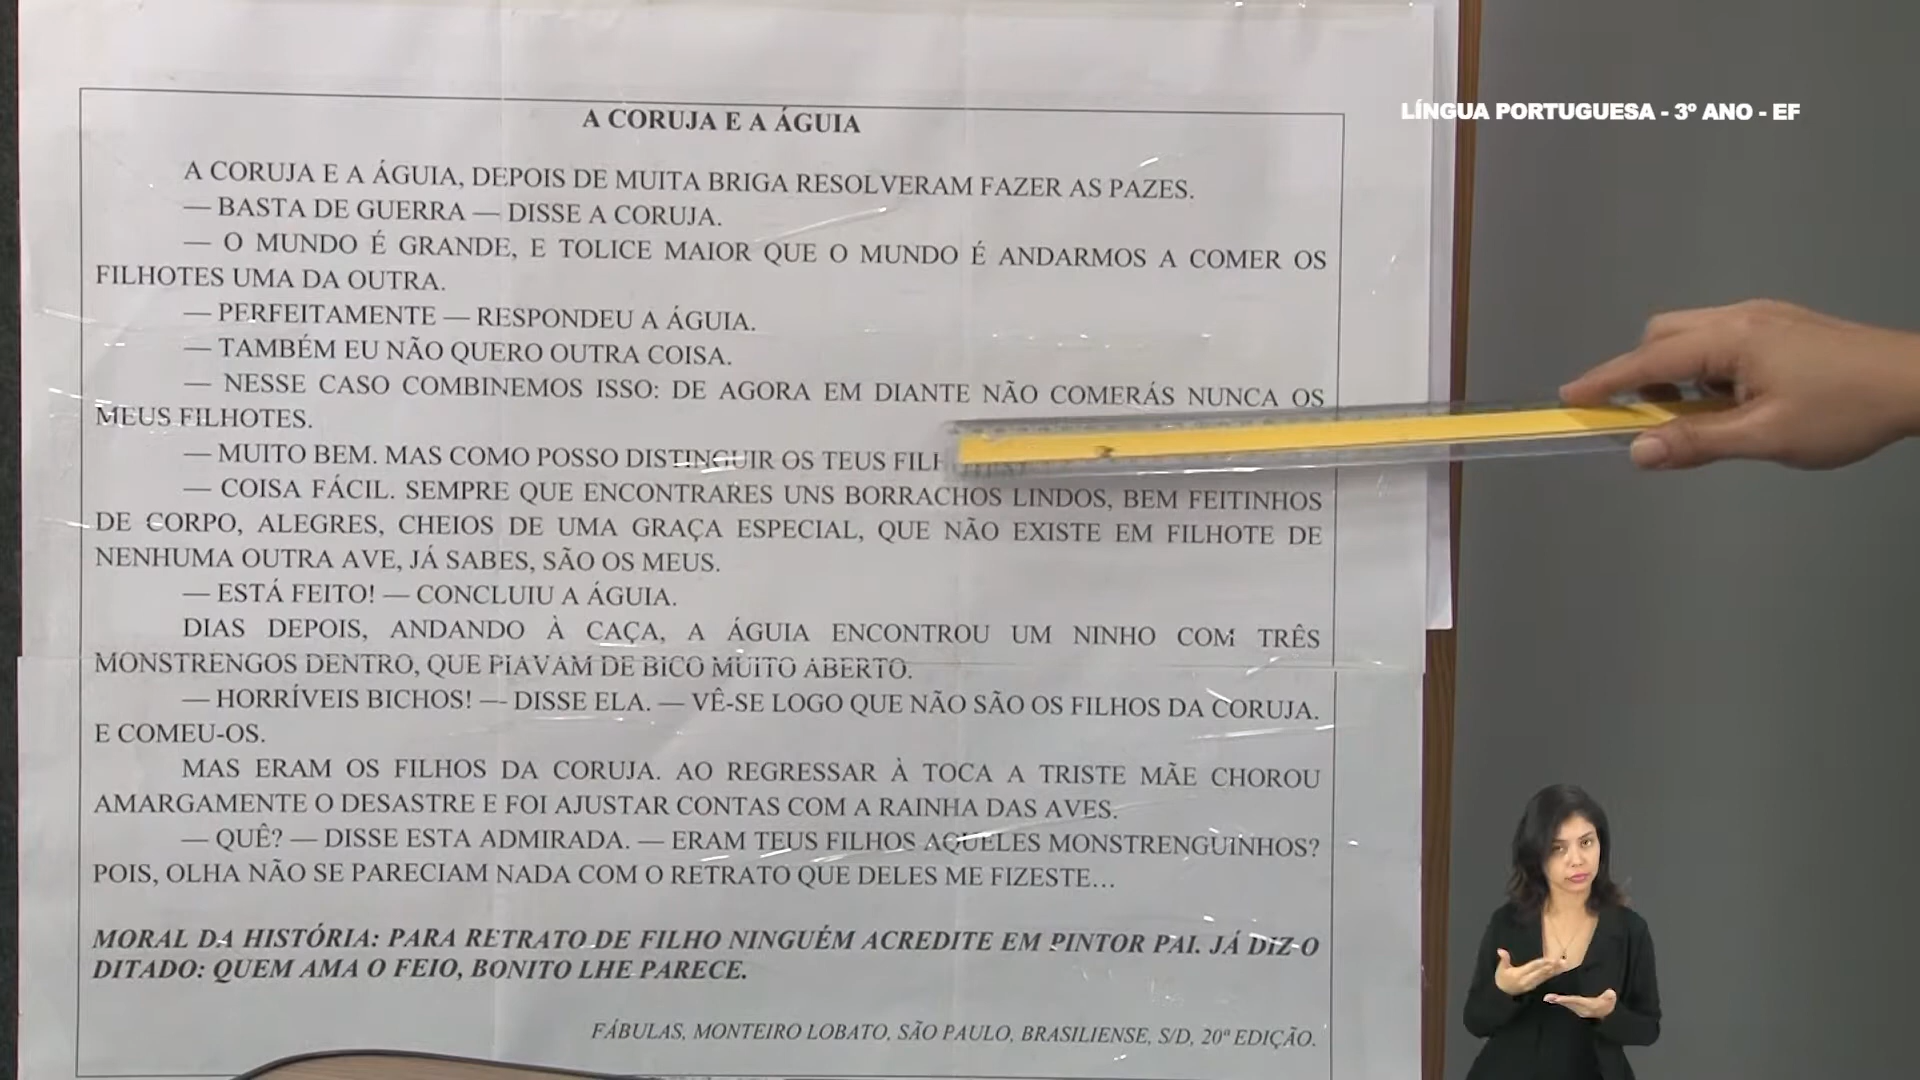 A CORUJA E A ÁGUIA
LÍNGUA PORTUGUESA - 3º ANO - EF
A CORUJA E A ÁGUIA, DEPOIS DE MUITA BRIGA RESOLVERAM FAZER AS PAZES.
— BASTA DE GUERRA — DISSE A CORUJA.
— O MUNDO É GRANDE, E TOLICE MAIOR QUE O MUNDO É ANDARMOS A COMER OS
FILHOTES UMA DA OUTRA.
— PERFEITAMENTE — RESPONDEU A ÁGUIA.
— TAMBÉM EU NÃO QUERO OUTRA COISA.
— NESSE CASO COMBINEMOS ISSO: DE AGORA EM DIANTE NÃO COMERÁS NUNCA OS
MEUS FILHOTES.
— MUITO BEM. MAS COMO POSSO DISTINGUIR OS TEUS
— COISA FÁCIL. SEMPRE QUE ENCONTRARES UNS BORRACHOS LINDOS, BEM FEITINHOS
DE CORPO, ALEGRES, CHEIOS DE UMA GRAÇA ESPECIAL, QUE NÃO EXISTE EM FILHOTE DE
NENHUMA OUTRA AVE, JÁ SABES, SÃO OS MEUS.
— ESTÁ FEITO! — CONCLUIU A ÁGUIA.
DIAS DEPOIS, ANDANDO À CAÇA, A ÁGUIA ENCONTROU UM NINHO COM TRÊS
MONSTRENGOS DENTRO, QUE PIAVAM DE BICO MUITO ABERTO.
— HORRÍVEIS BICHOS! — DISSE ELA. — VÊ-SE LOGO QUE NÃO SÃO OS FILHOS DA CORUJA.
E COMEU-OS.
MAS ERAM OS FILHOS DA CORUJA. AO REGRESSAR À TOCA A TRISTE MÃE CHOROU
AMARGAMENTE O DESASTRE E FOI AJUSTAR CONTAS COM A RAINHA DAS AVES.
— QUÊ? — DISSE ESTA ADMIRADA. — ERAM TEUS FILHOS AQUELES MONSTRENGUINHOS?
POIS, OLHA NÃO SE PARECIAM NADA COM O RETRATO QUE DELES ME FIZESTE...
MORAL DA HISTÓRIA: PARA RETRATO DE FILHO NINGUÉM ACREDITE EM PINTOR PAI. JÁ DIZ O
DITADO: QUEM AMA O FEIO, BONITO LHE PARECE.
FÁBULAS, MONTEIRO LOBATO, SÃO PAULO, BRASILIENSE, S/D, 20ª EDIÇÃO.